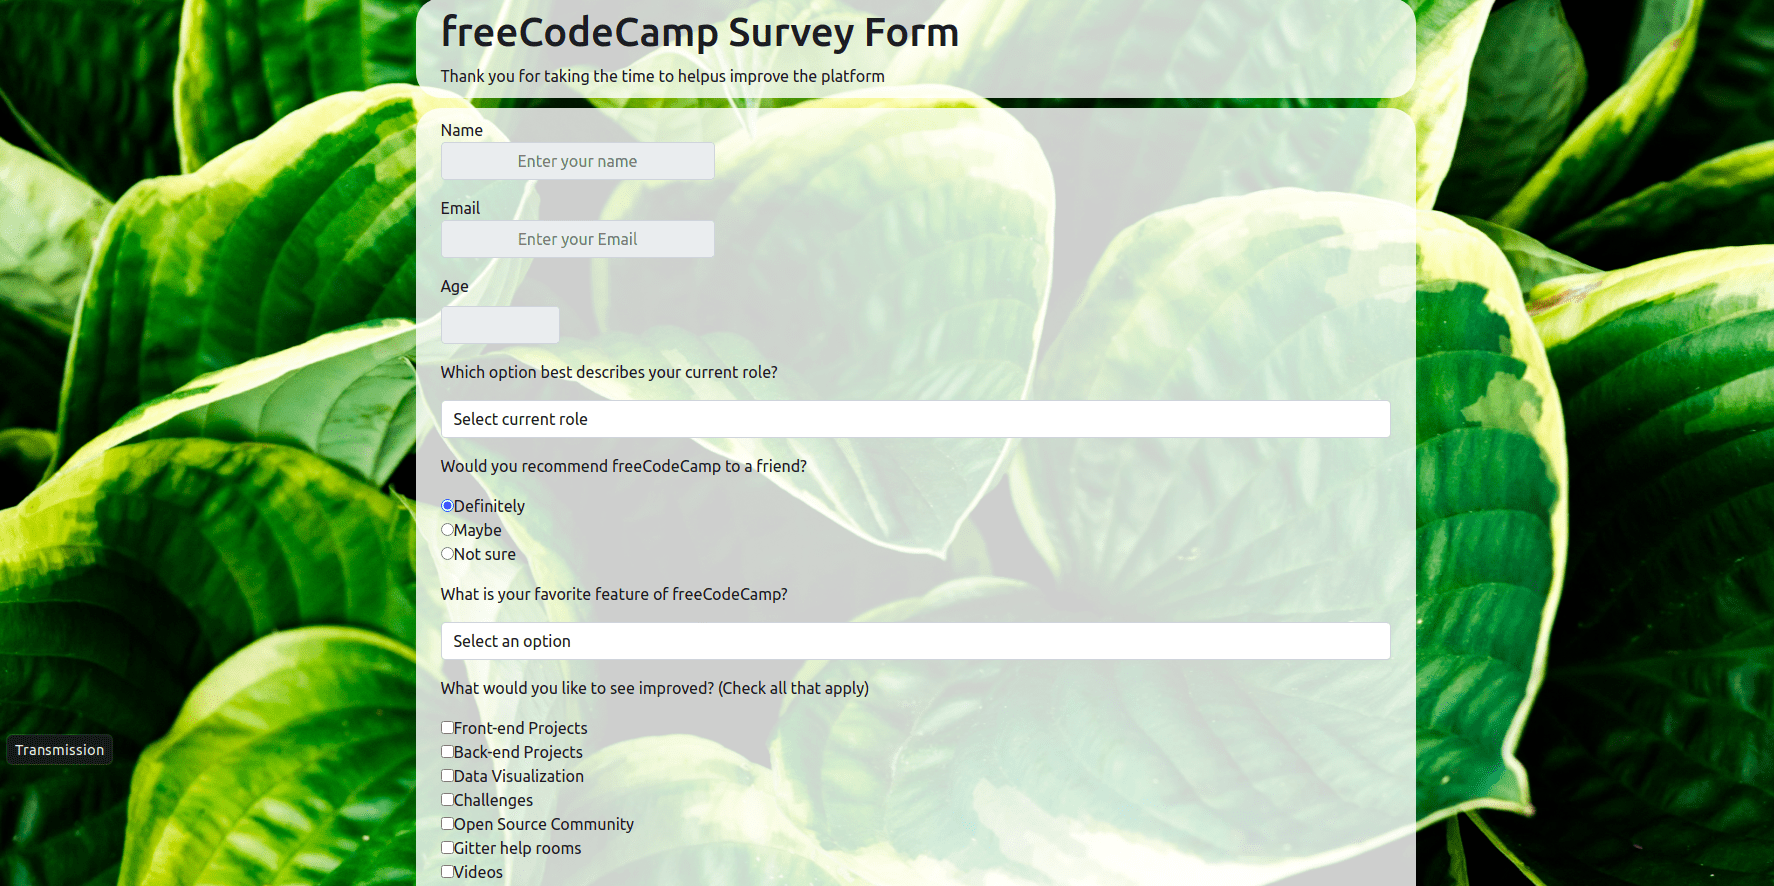 freeCodeCamp Survey Form
Thank you for taking the time to helpus improve the platform
Name
Enter your name
Email
Enter your Email
Age
Which option best describes your current role?
Select current role
Would you recommend freeCodeCamp to a friend?
Definitely
Maybe
Not sure
What is your favorite feature of freeCodeCamp?
Select an option
What would you like to see improved? (Check all that apply)
Front-end Projects
Back-end Projects
Transmission
Data Visualization
Challenges
Open Source Community
Gitter help rooms
Videos